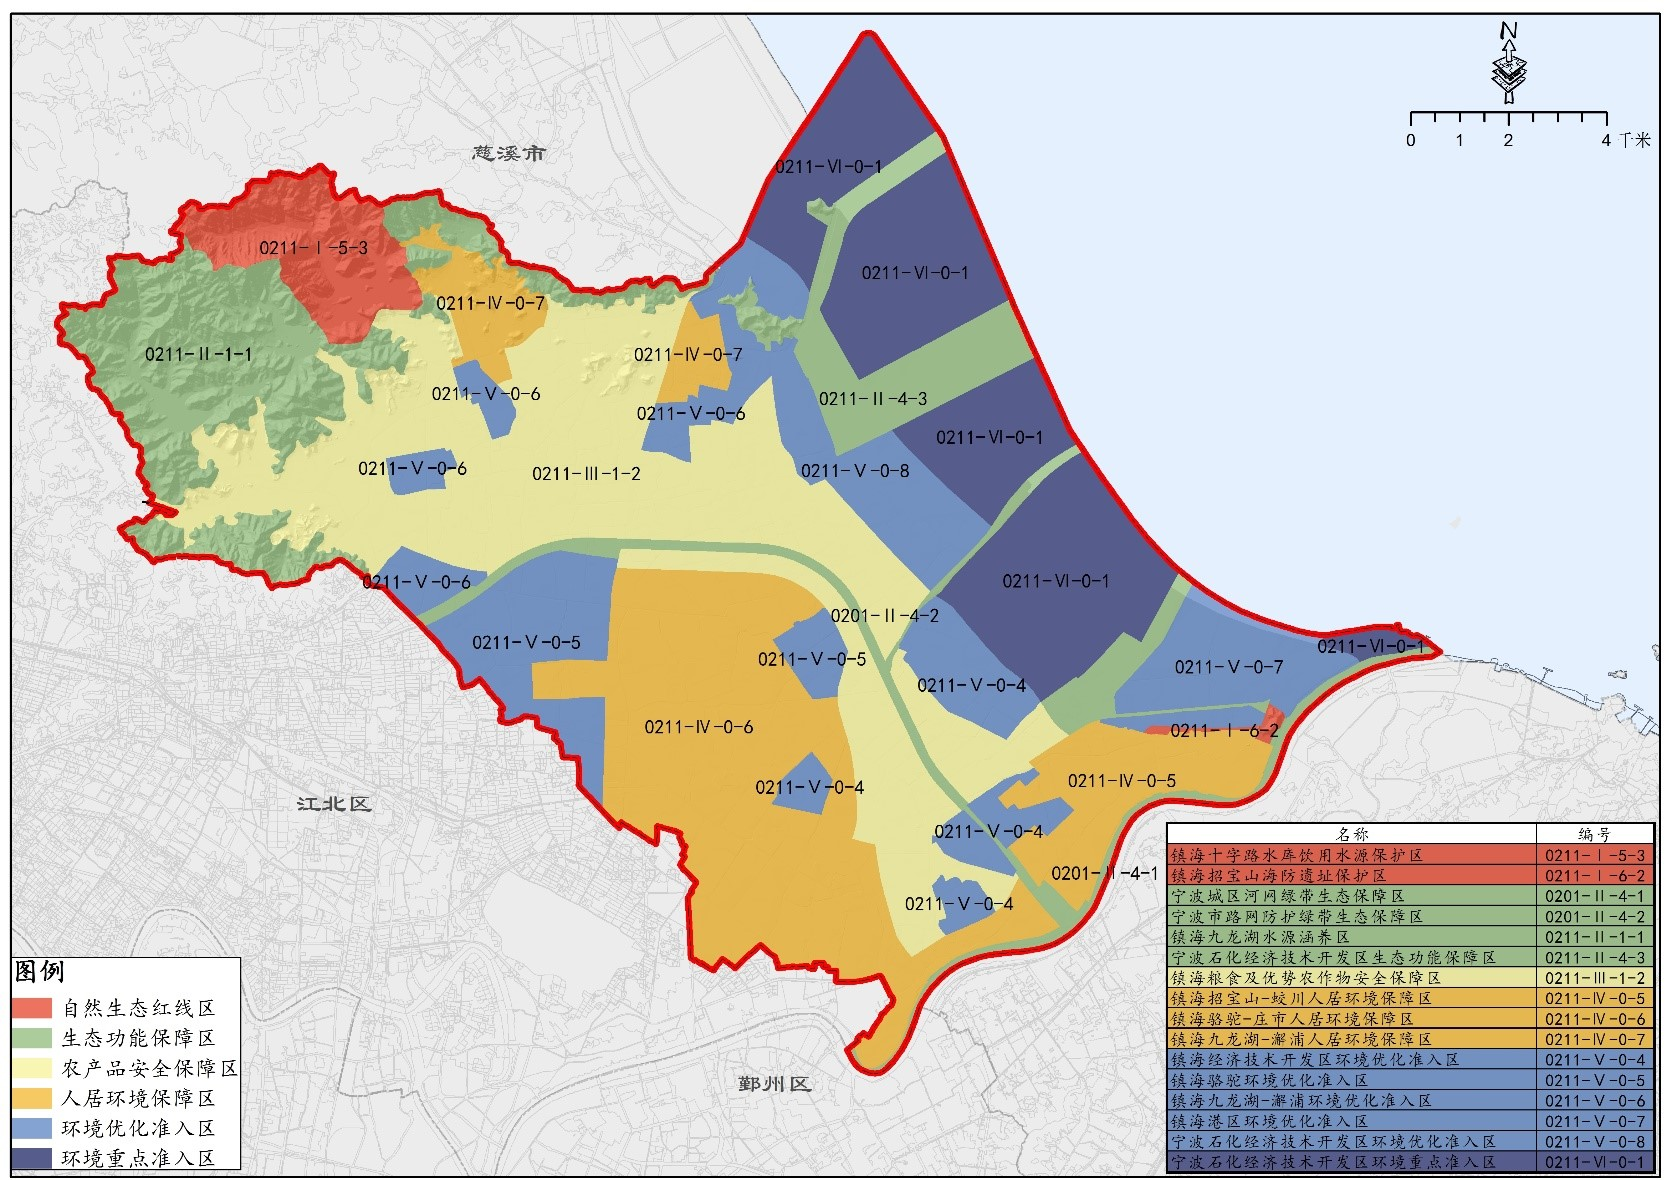 N
0 1 2 4 千米
慈溪市
0211-Ⅵ-0-1
0211-Ⅰ-5-3
0211-Ⅵ-0-1
0211-Ⅳ-0-7
0211-Ⅱ-1-1
0211-Ⅳ-0-7
0211-Ⅴ-0-6
0211-Ⅱ-4-3
0211-Ⅴ-0-6
0211-Ⅵ-0-1
0211-Ⅴ-0-6
0211-Ⅲ-1-2
0211-Ⅴ-0-8
0211-Ⅴ-0-6
0211-Ⅵ-0-1
0201-Ⅱ-4-2
0211-Ⅴ-0-5
0211-Ⅵ-0-1
0211-Ⅴ-0-5
0211-Ⅴ-0-7
0211-Ⅴ-0-4
0211-Ⅳ-0-6
0211-Ⅰ-6-2
0211-Ⅴ-0-4
0211-Ⅳ-0-5
江北区
0211-Ⅴ-0-4
0201-Ⅱ-4-1
0211-Ⅴ-0-4
鄞州区
图例
自然生态红线区
生态功能保障区
农产品安全保障区
人居环境保障区
环境优化准入区
环境重点准入区
名称 编号
镇海十字路水库饮用水源保护区 0211-Ⅰ-5-3
镇海招宝山海防遗址保护区 0211-Ⅰ-6-2
宁波城区河网绿带生态保障区 0201-Ⅱ-4-1
宁波市路网防护绿带生态保障区 0201-Ⅱ-4-2
镇海九龙湖水源涵养区 0211-Ⅱ-1-1
宁波石化经济技术开发区生态功能保障区 0211-Ⅱ-4-3
镇海粮食及优势农作物安全保障区 0211-Ⅲ-1-2
镇海招宝山-蛟川人居环境保障区 0211-Ⅳ-0-5
镇海骆驼-庄市人居环境保障区 0211-Ⅳ-0-6
镇海九龙湖-澥浦人居环境保障区 0211-Ⅳ-0-7
镇海经济技术开发区环境优化准入区 0211-Ⅴ-0-4
镇海骆驼环境优化准入区 0211-Ⅴ-0-5
镇海九龙湖-澥浦环境优化准入区 0211-Ⅴ-0-6
镇海港区环境优化准入区 0211-Ⅴ-0-7
宁波石化经济技术开发区环境优化准入区 0211-Ⅴ-0-8
宁波石化经济技术开发区环境重点准入区 0211-Ⅵ-0-1